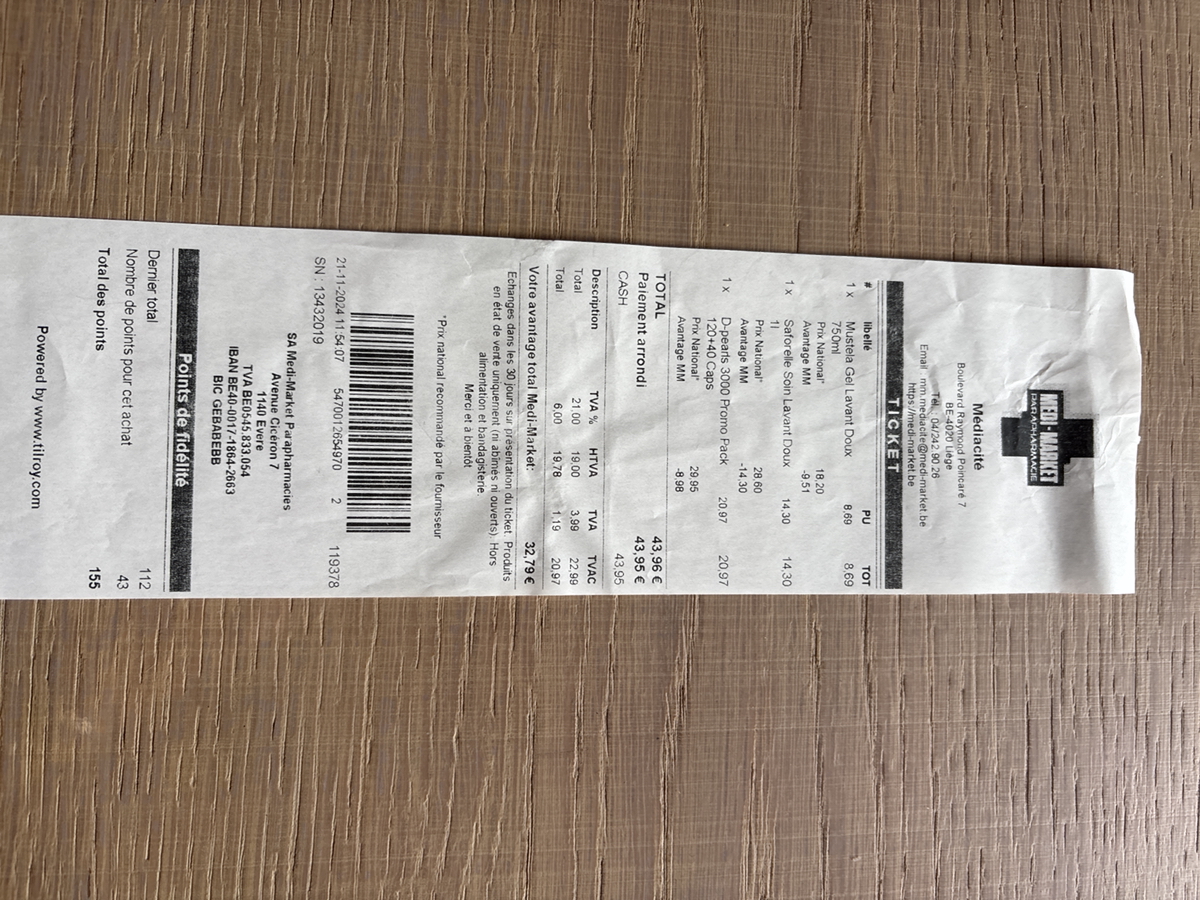 MEDI-MARKET
PARAPHARMACIE
Médiacité
Boulevard Raymond Poincaré 7
BE-4020 Liège
Tél.: 04/242 90 26
Email : mm.mediacite@medi-market.be
https://medi-market.be
TICKET
# libellé PU TOT
1 x Mustela Gel Lavant Doux 8,69 8,69
750ml
Prix National* 18,20
Avantage MM -9,51
1 x Saforelle Soin Lavant Doux 14,30 14,30
1l
Prix National* 28,60
Avantage MM -14,30
1 x D-pearls 3000 Promo Pack 20,97 20,97
120+40 Caps
Prix National* 29,95
Avantage MM -8,98
TOTAL 43,96 €
Paiement arrondi 43,95 €
CASH 43,95
Description TVA % HTVA TVA TVAC
Total 21,00 19,00 3,99 22,99
Total 6,00 19,78 1,19 20,97
Votre avantage total Medi-Market: 32,79 €
Echanges dans les 30 jours sur présentation du ticket. Produits
en état de vente uniquement (ni abîmés ni ouverts). Hors
alimentation et bandagisterie.
Merci et à bientôt
*Prix national recommandé par le fournisseur
21-11-2024 11:54:07 5470012654970 2 119378
SN : 13432019
SA Medi-Market Parapharmacies
Avenue Cicéron 7
1140 Evere
TVA BE0545.833.054
IBAN BE40-0017-1864-2663
BIC GEBABEBB
Points de fidélité
Dernier total 112
Nombre de points pour cet achat 43
Total des points 155
Powered by www.tilroy.com